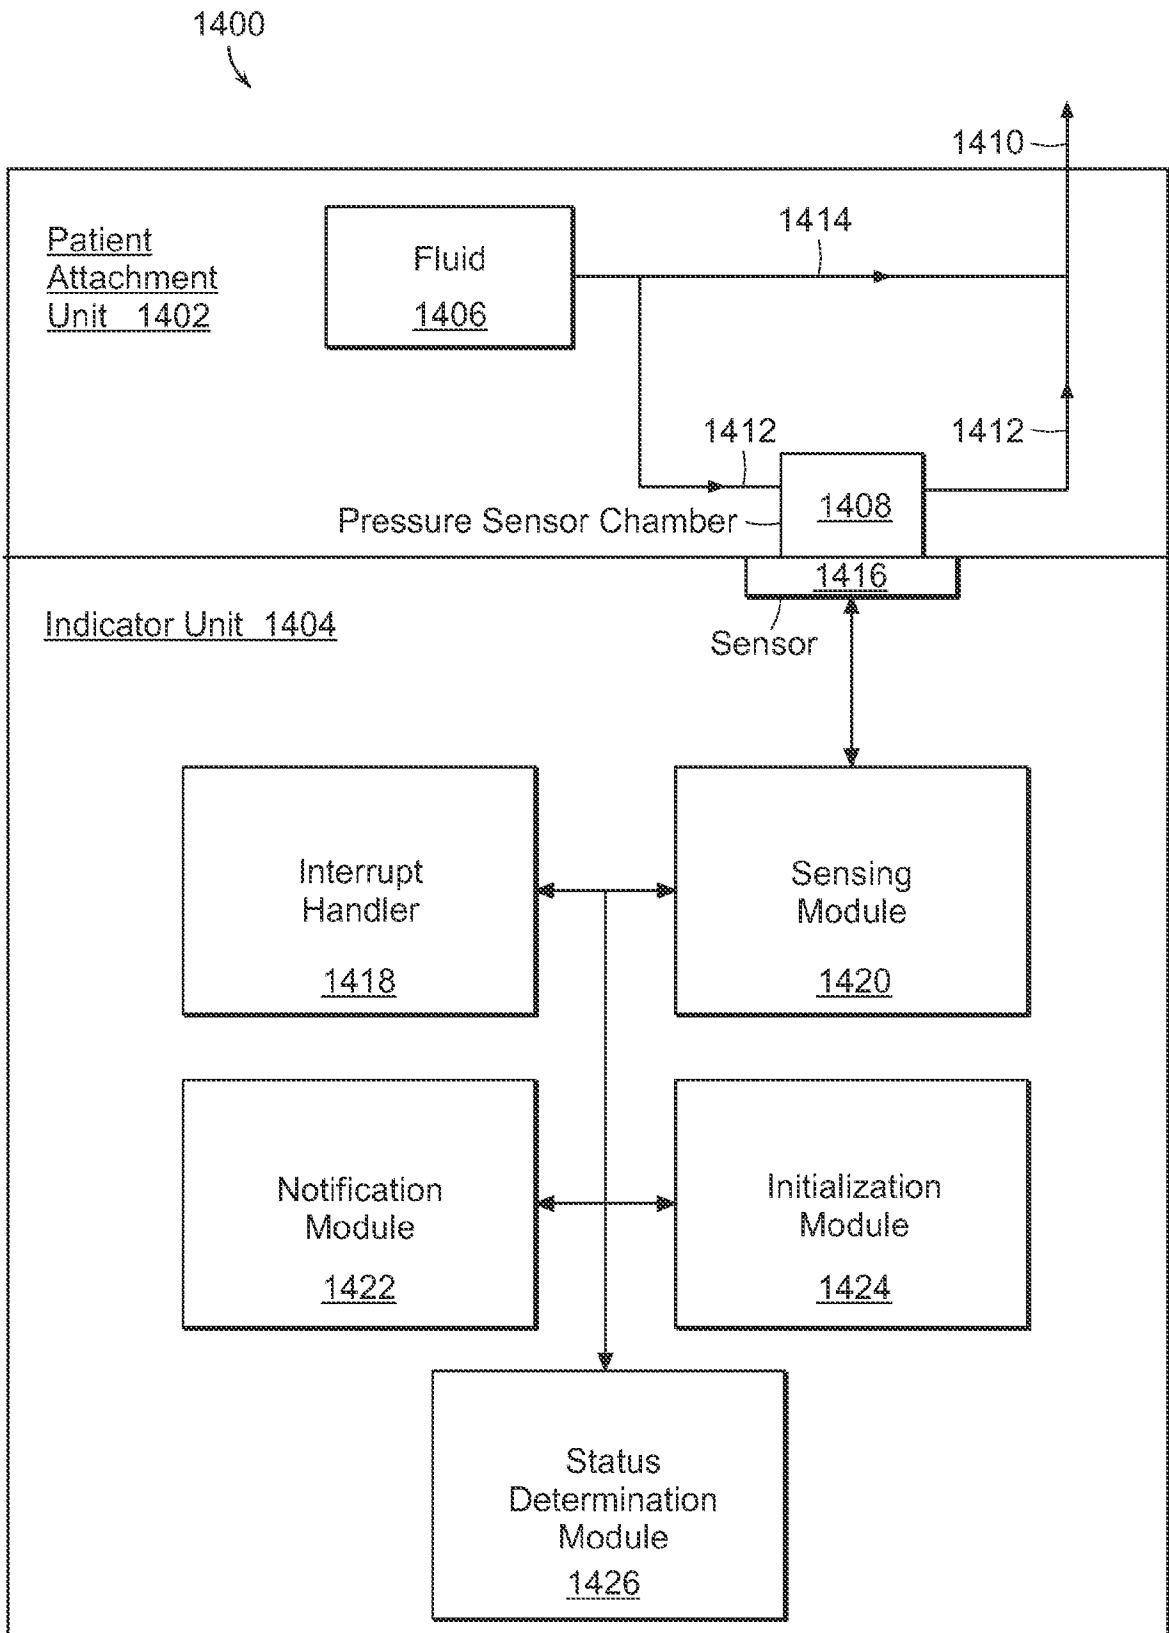 1400
1410
1414
Patient
Attachment
Unit 1402
Fluid
1406
1412
1412
Pressure Sensor Chamber
1408
1416
Indicator Unit 1404
Sensor
Interrupt
Handler
1418
Sensing
Module
1420
Notification
Module
1422
Initialization
Module
1424
Status
Determination
Module
1426